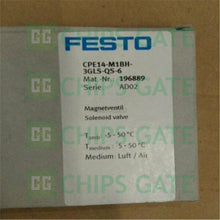 FESTO
CPE14-M1BH-
3GLS-QS-6
Mat.-Nr. 196889
Serie AD02
Magnetventil
Solenoid valve
Tamb -5 - 50°C
Tmedium 5 - 50°C
Medium Luft / Air
CHIPS GATE